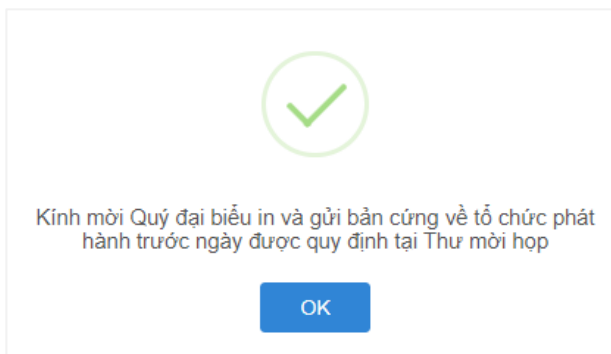 Kính mời Quý đại biểu in và gửi bản cứng về tổ chức phát
hành trước ngày được quy định tại Thư mời họp
OK